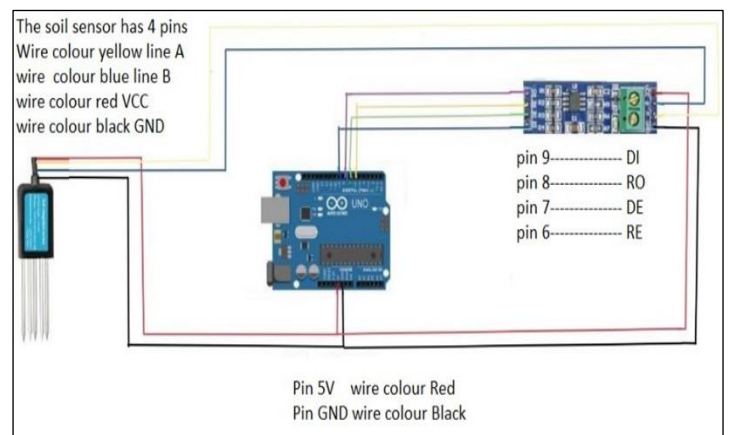 The soil sensor has 4 pins
Wire colour yellow line A
wire colour blue line B
wire colour red VCC
wire colour black GND
UNO
ARDUINO
pin 9--------------- DI
pin 8--------------- RO
pin 7--------------- DE
pin 6--------------- RE
Pin 5V wire colour Red
Pin GND wire colour Black